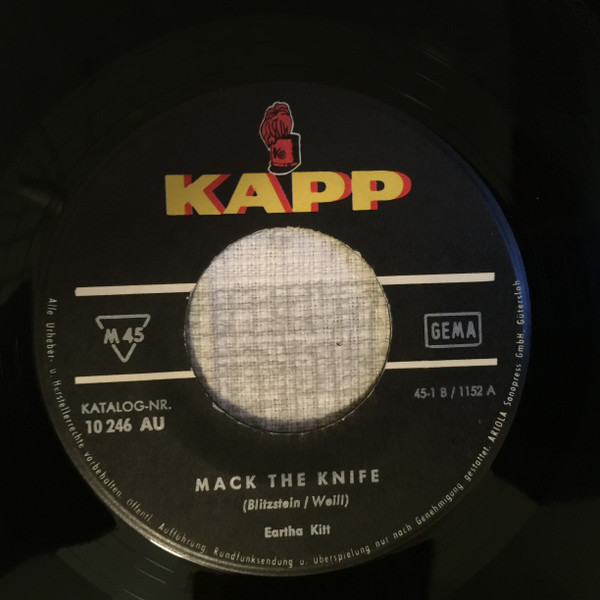 KR
KAPP
M 45
GEMA
KATALOG-NR.
10 246 AU
45-1 B / 1152 A
MACK THE KNIFE
(Blitzstein / Weill)
Eartha Kitt
Alle Urheber- u. Herstellerrechte vorbehalten. öffentl. Aufführung, Rundfunksendung u. Überspielung nur nach Genehmigung gestattet. ARIOLA Sonopress GmbH. Gütersloh